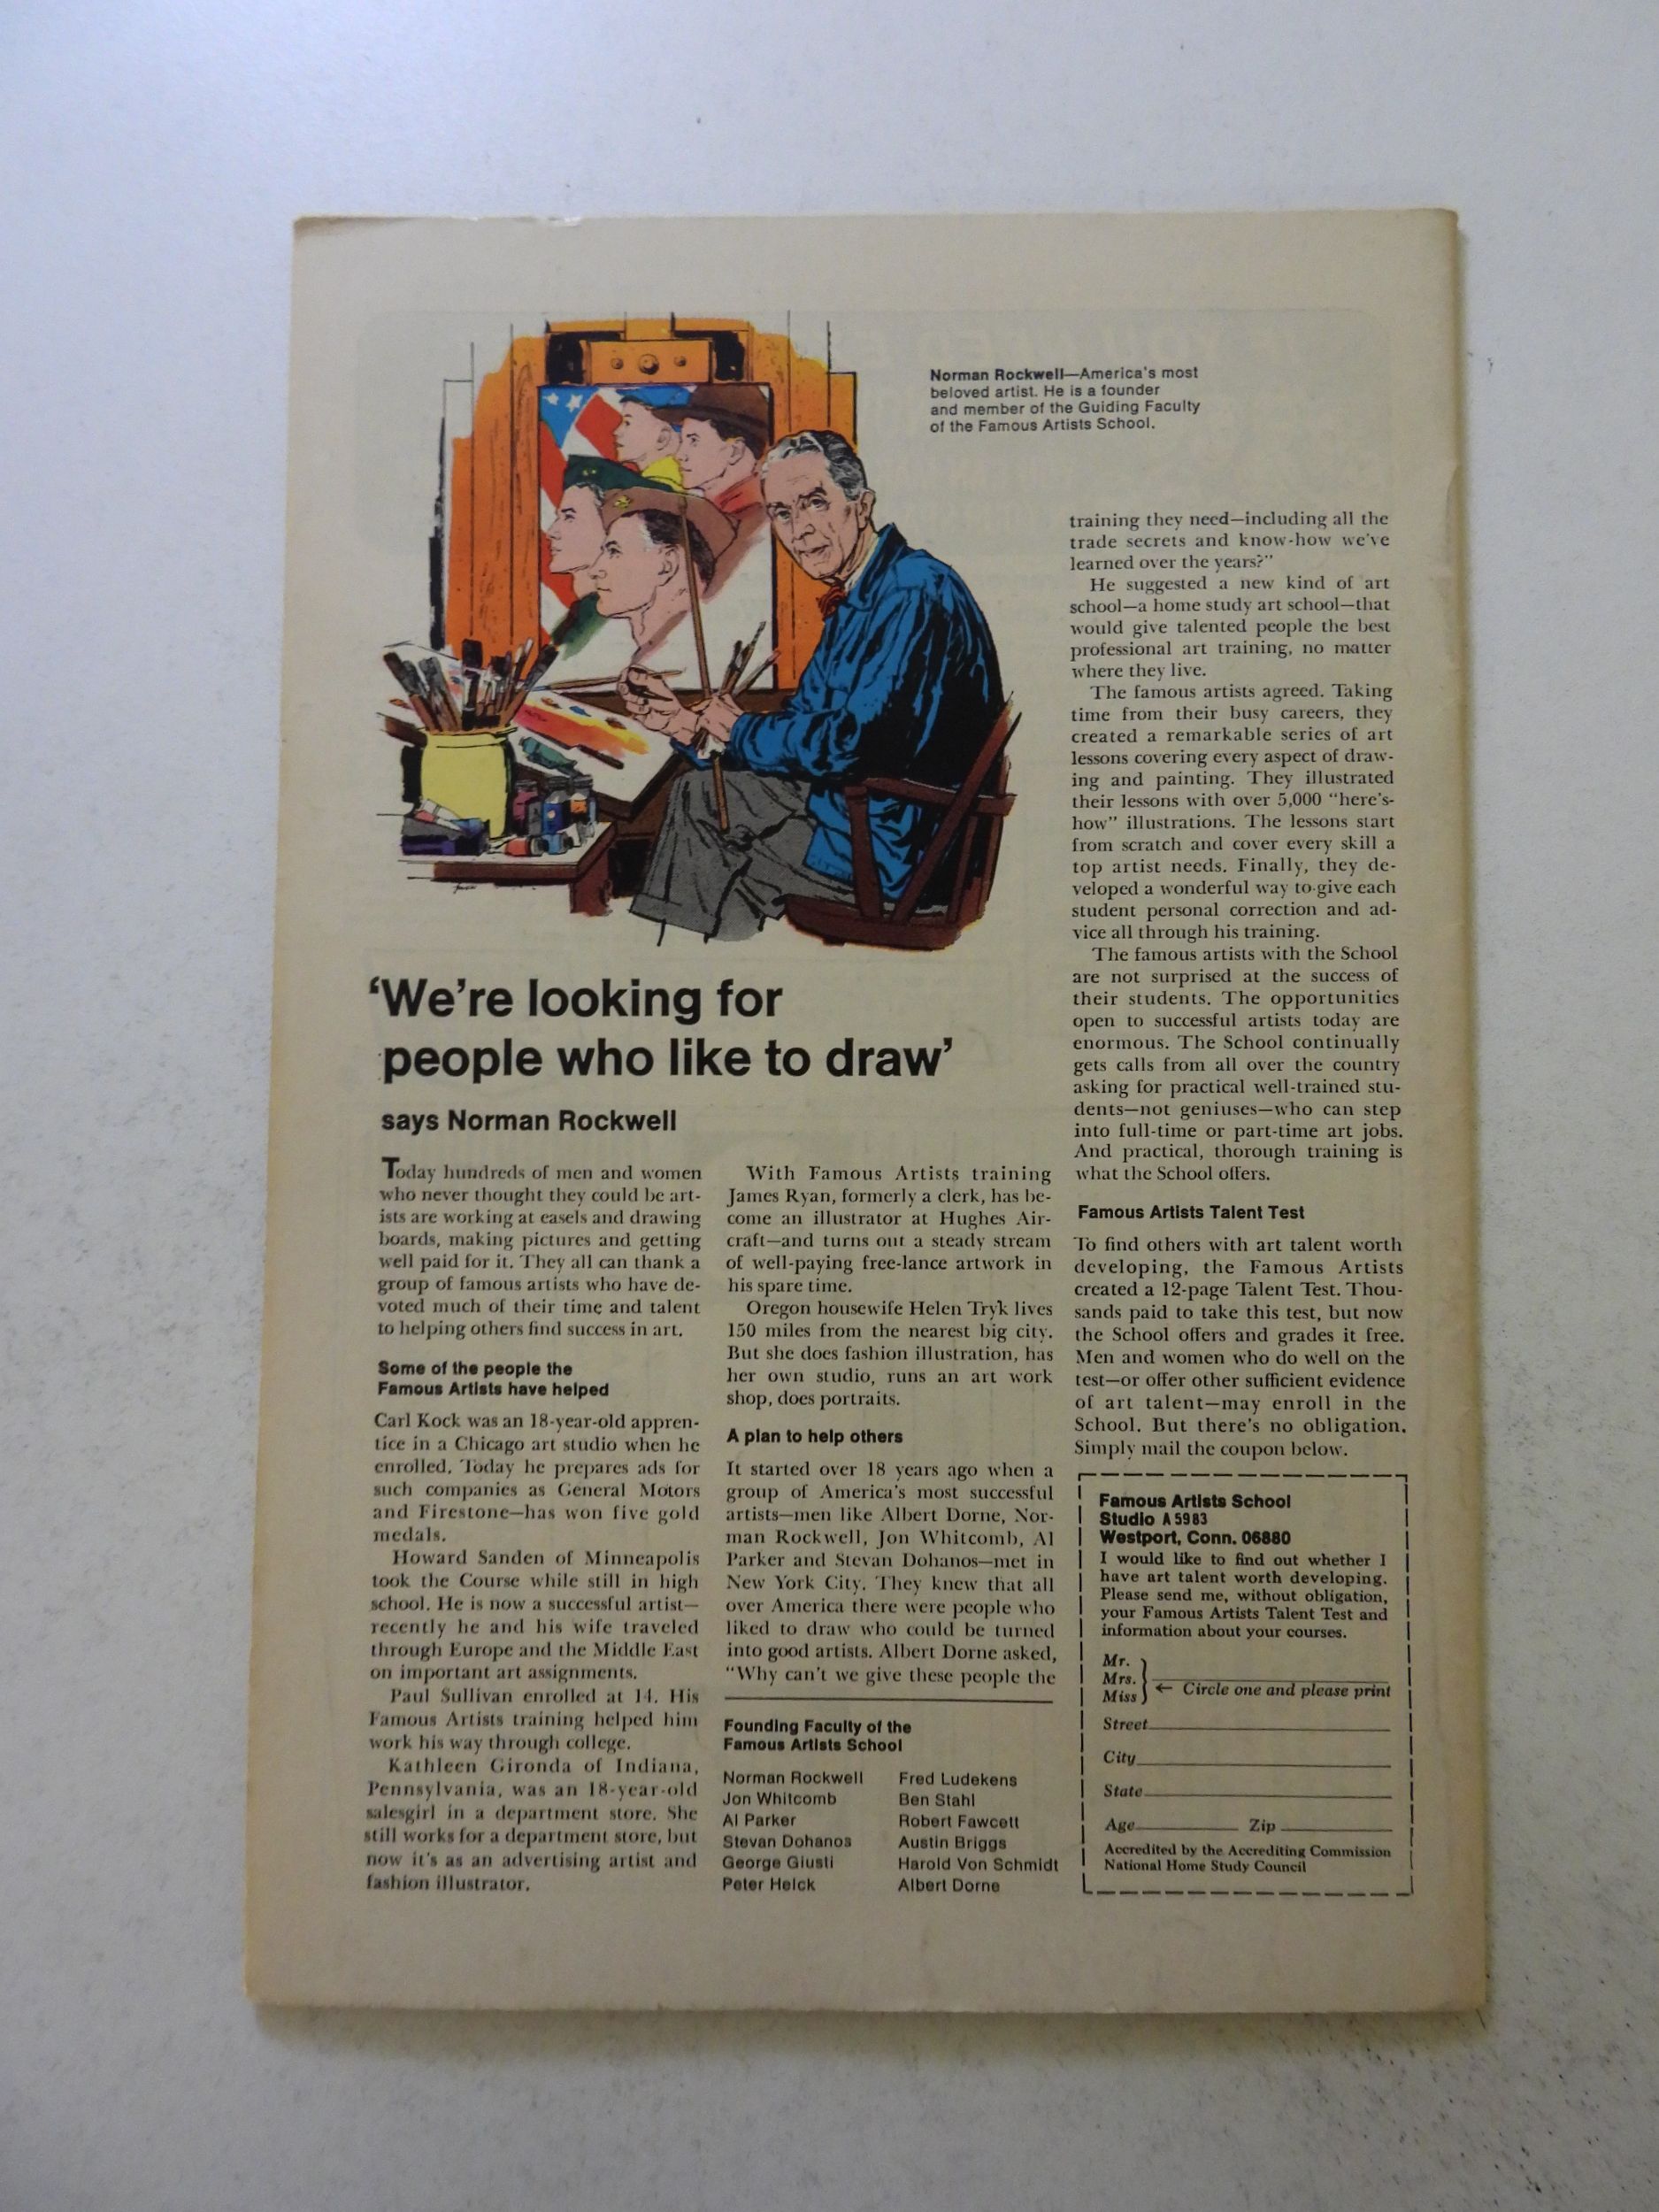 Norman Rockwell—America's most
beloved artist. He is a founder
and member of the Guiding Faculty
of the Famous Artists School.
'We're looking for
people who like to draw'
says Norman Rockwell
Today hundreds of men and women
who never thought they could be art-
ists are working at easels and drawing
boards, making pictures and getting
well paid for it. They all can thank a
group of famous artists who have de-
voted much of their time and talent
to helping others find success in art.
Some of the people the
Famous Artists have helped
Carl Kock was an 18-year-old appren-
tice in a Chicago art studio when he
enrolled. Today he prepares ads for
such companies as General Motors
and Firestone—has won five gold
medals.
Howard Sanden of Minneapolis
took the Course while still in high
school. He is now a successful artist—
recently he and his wife traveled
through Europe and the Middle East
on important art assignments.
Paul Sullivan enrolled at 14. His
Famous Artists training helped him
work his way through college.
Kathleen Gironda of Indiana,
Pennsylvania, was an 18-year-old
salesgirl in a department store. She
still works for a department store, but
now it's as an advertising artist and
fashion illustrator.
With Famous Artists training
James Ryan, formerly a clerk, has be-
come an illustrator at Hughes Air-
craft—and turns out a steady stream
of well-paying free-lance artwork in
his spare time.
Oregon housewife Helen Tryk lives
150 miles from the nearest big city.
But she does fashion illustration, has
her own studio, runs an art work
shop, does portraits.
A plan to help others
It started over 18 years ago when a
group of America's most successful
artists—men like Albert Dorne, Nor-
man Rockwell, Jon Whitcomb, Al
Parker and Stevan Dohanos—met in
New York City. They knew that all
over America there were people who
liked to draw who could be turned
into good artists. Albert Dorne asked,
"Why can't we give these people the
training they need—including all the
trade secrets and know-how we've
learned over the years?"
He suggested a new kind of art
school—a home study art school—that
would give talented people the best
professional art training, no matter
where they live.
The famous artists agreed. Taking
time from their busy careers, they
created a remarkable series of art
lessons covering every aspect of draw-
ing and painting. They illustrated
their lessons with over 5,000 "here's-
how" illustrations. The lessons start
from scratch and cover every skill a
top artist needs. Finally, they de-
veloped a wonderful way to give each
student personal correction and ad-
vice all through his training.
The famous artists with the School
are not surprised at the success of
their students. The opportunities
open to successful artists today are
enormous. The School continually
gets calls from all over the country
asking for practical well-trained stu-
dents—not geniuses—who can step
into full-time or part-time art jobs.
And practical, thorough training is
what the School offers.
Famous Artists Talent Test
To find others with art talent worth
developing, the Famous Artists
created a 12-page Talent Test. Thou-
sands paid to take this test, but now
the School offers and grades it free.
Men and women who do well on the
test—or offer other sufficient evidence
of art talent—may enroll in the
School. But there's no obligation.
Simply mail the coupon below.
Founding Faculty of the
Famous Artists School
Norman Rockwell
Jon Whitcomb
Al Parker
Stevan Dohanos
George Giusti
Peter Helck
Fred Ludekens
Ben Stahl
Robert Fawcett
Austin Briggs
Harold Von Schmidt
Albert Dorne
Famous Artists School
Studio A 5983
Westport, Conn. 06880
I would like to find out whether I
have art talent worth developing.
Please send me, without obligation,
your Famous Artists Talent Test and
information about your courses.
Mr.
Mrs.
Miss
← Circle one and please print
Street
City
State
Age Zip
Accredited by the Accrediting Commission
National Home Study Council